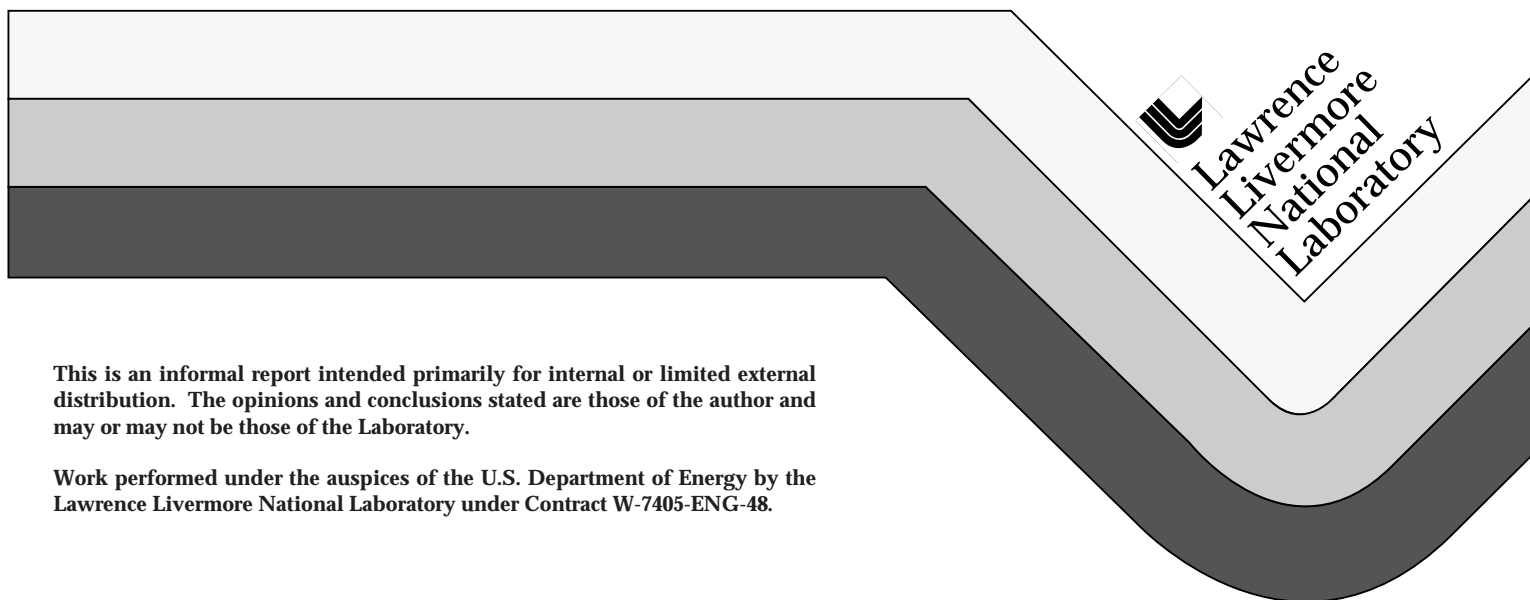 Lawrence
Livermore
National
Laboratory
This is an informal report intended primarily for internal or limited external
distribution. The opinions and conclusions stated are those of the author and
may or may not be those of the Laboratory.
Work performed under the auspices of the U.S. Department of Energy by the
Lawrence Livermore National Laboratory under Contract W-7405-ENG-48.